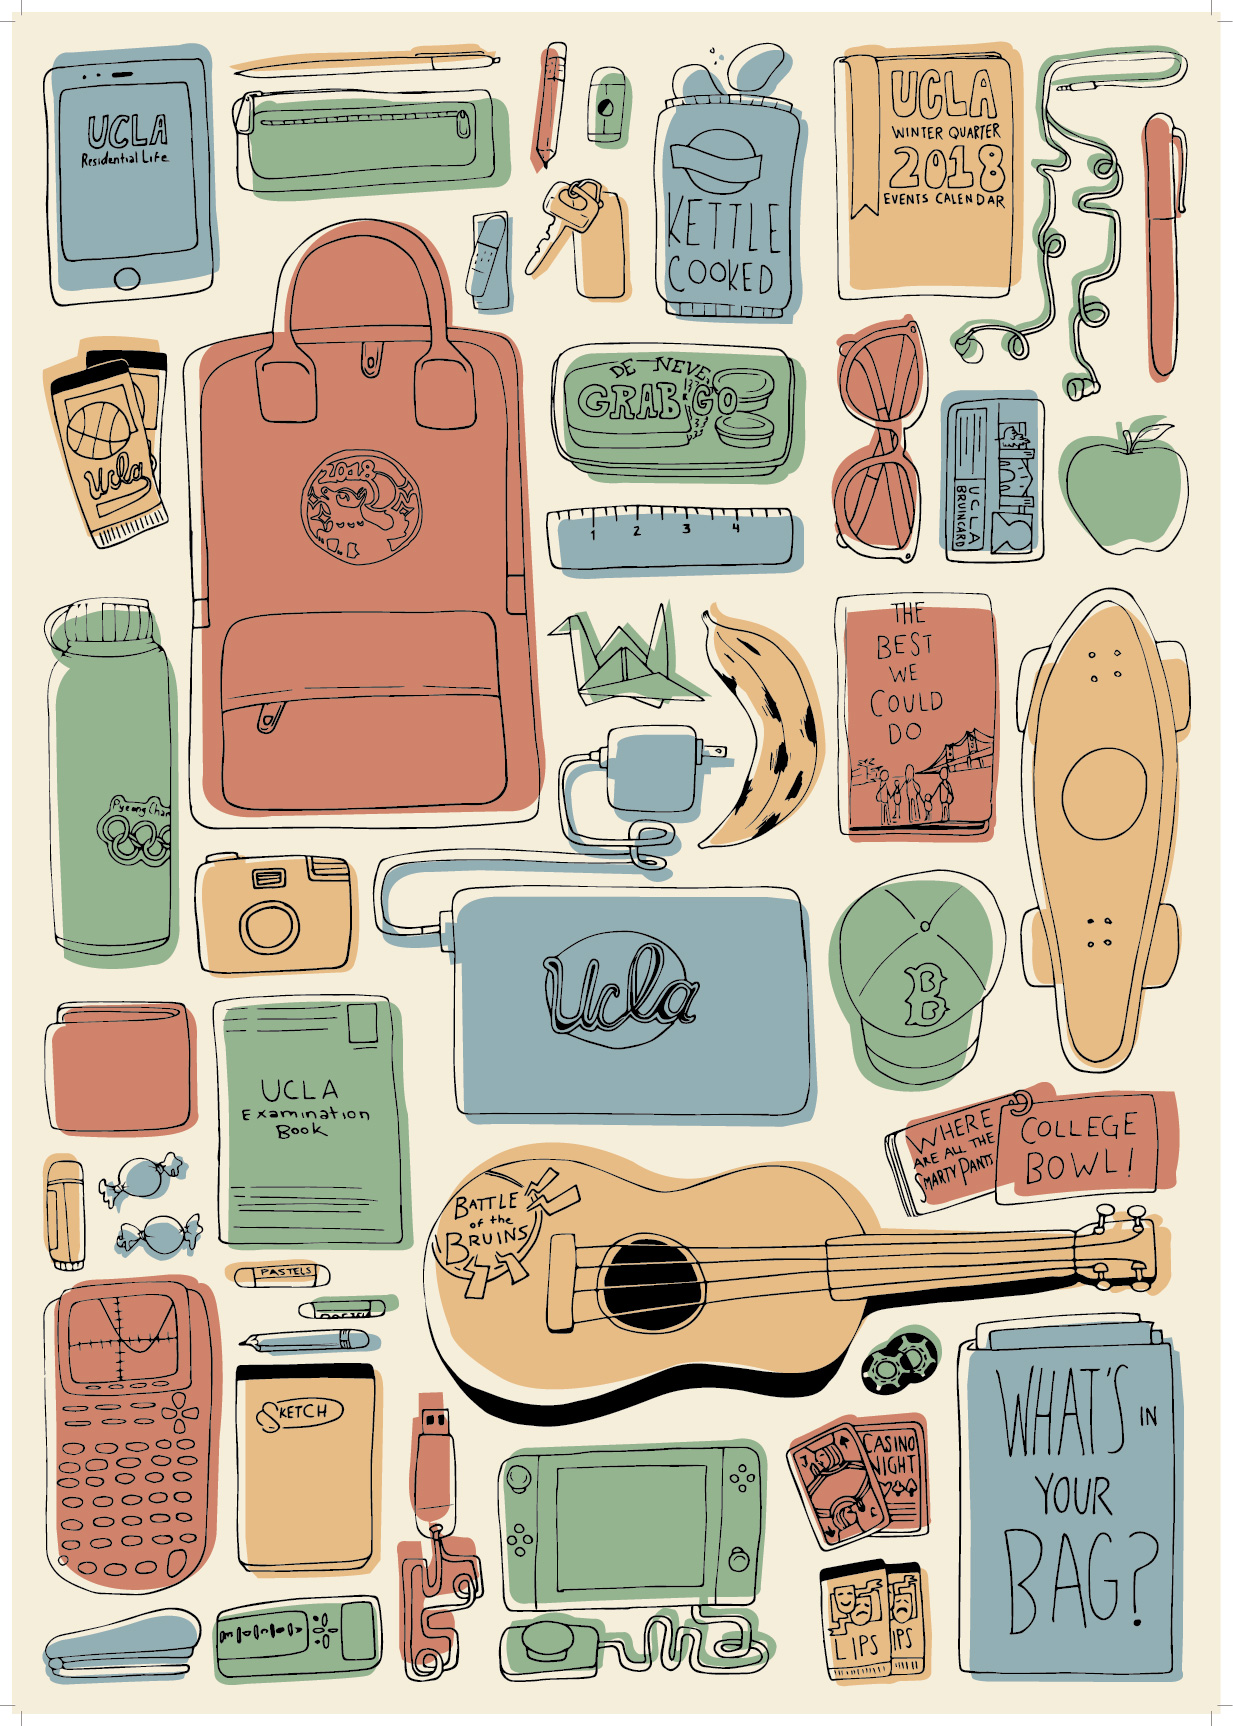 UCLA
Residential Life
KETTLE
COOKED
UCLA
WINTER QUARTER
2018
EVENTS CALENDAR
Ucla
2018
DE NEVE
GRAB GO
1 2 3 4
UCLA
BRUINCARD
THE
BEST
WE
COULD
DO
PyeongChan
Ucla
B
UCLA
Examination
Book
WHERE
ARE ALL THE
SMARTY PANTS
COLLEGE
BOWL!
BATTLE
of the
BRUINS
PASTELS
SKETCH
J
CASINO
NIGHT
LIPS
IPS
WHAT'S IN
YOUR
BAG?